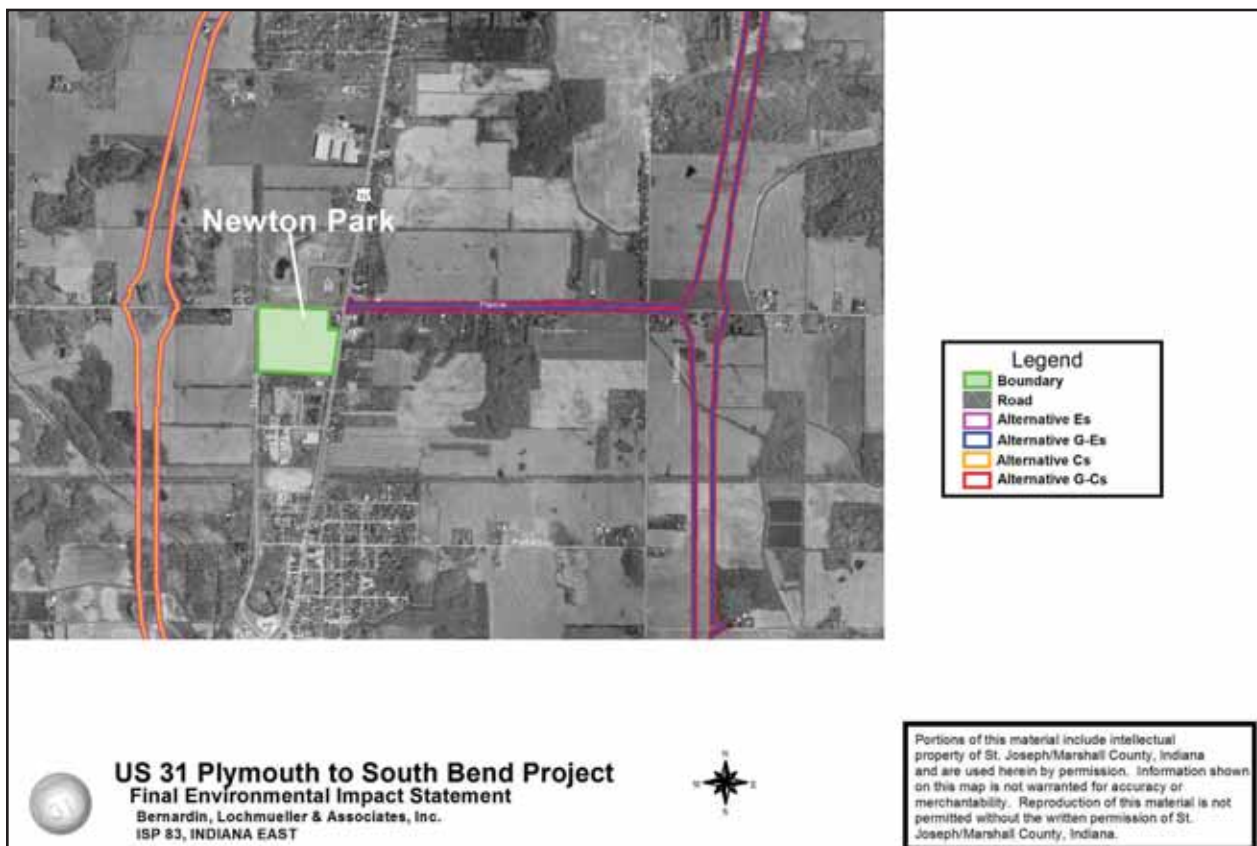 Newton Park
Pierce
Legend
Boundary
Road
Alternative Es
Alternative G-Es
Alternative Cs
Alternative G-Cs
31
US 31 Plymouth to South Bend Project
Final Environmental Impact Statement
Bernardin, Lochmueller & Associates, Inc.
ISP 83, INDIANA EAST
N
W
E
S
Portions of this material include intellectual
property of St. Joseph/Marshall County, Indiana
and are used herein by permission. Information shown
on this map is not warranted for accuracy or
merchantability. Reproduction of this material is not
permitted without the written permission of St.
Joseph/Marshall County, Indiana.